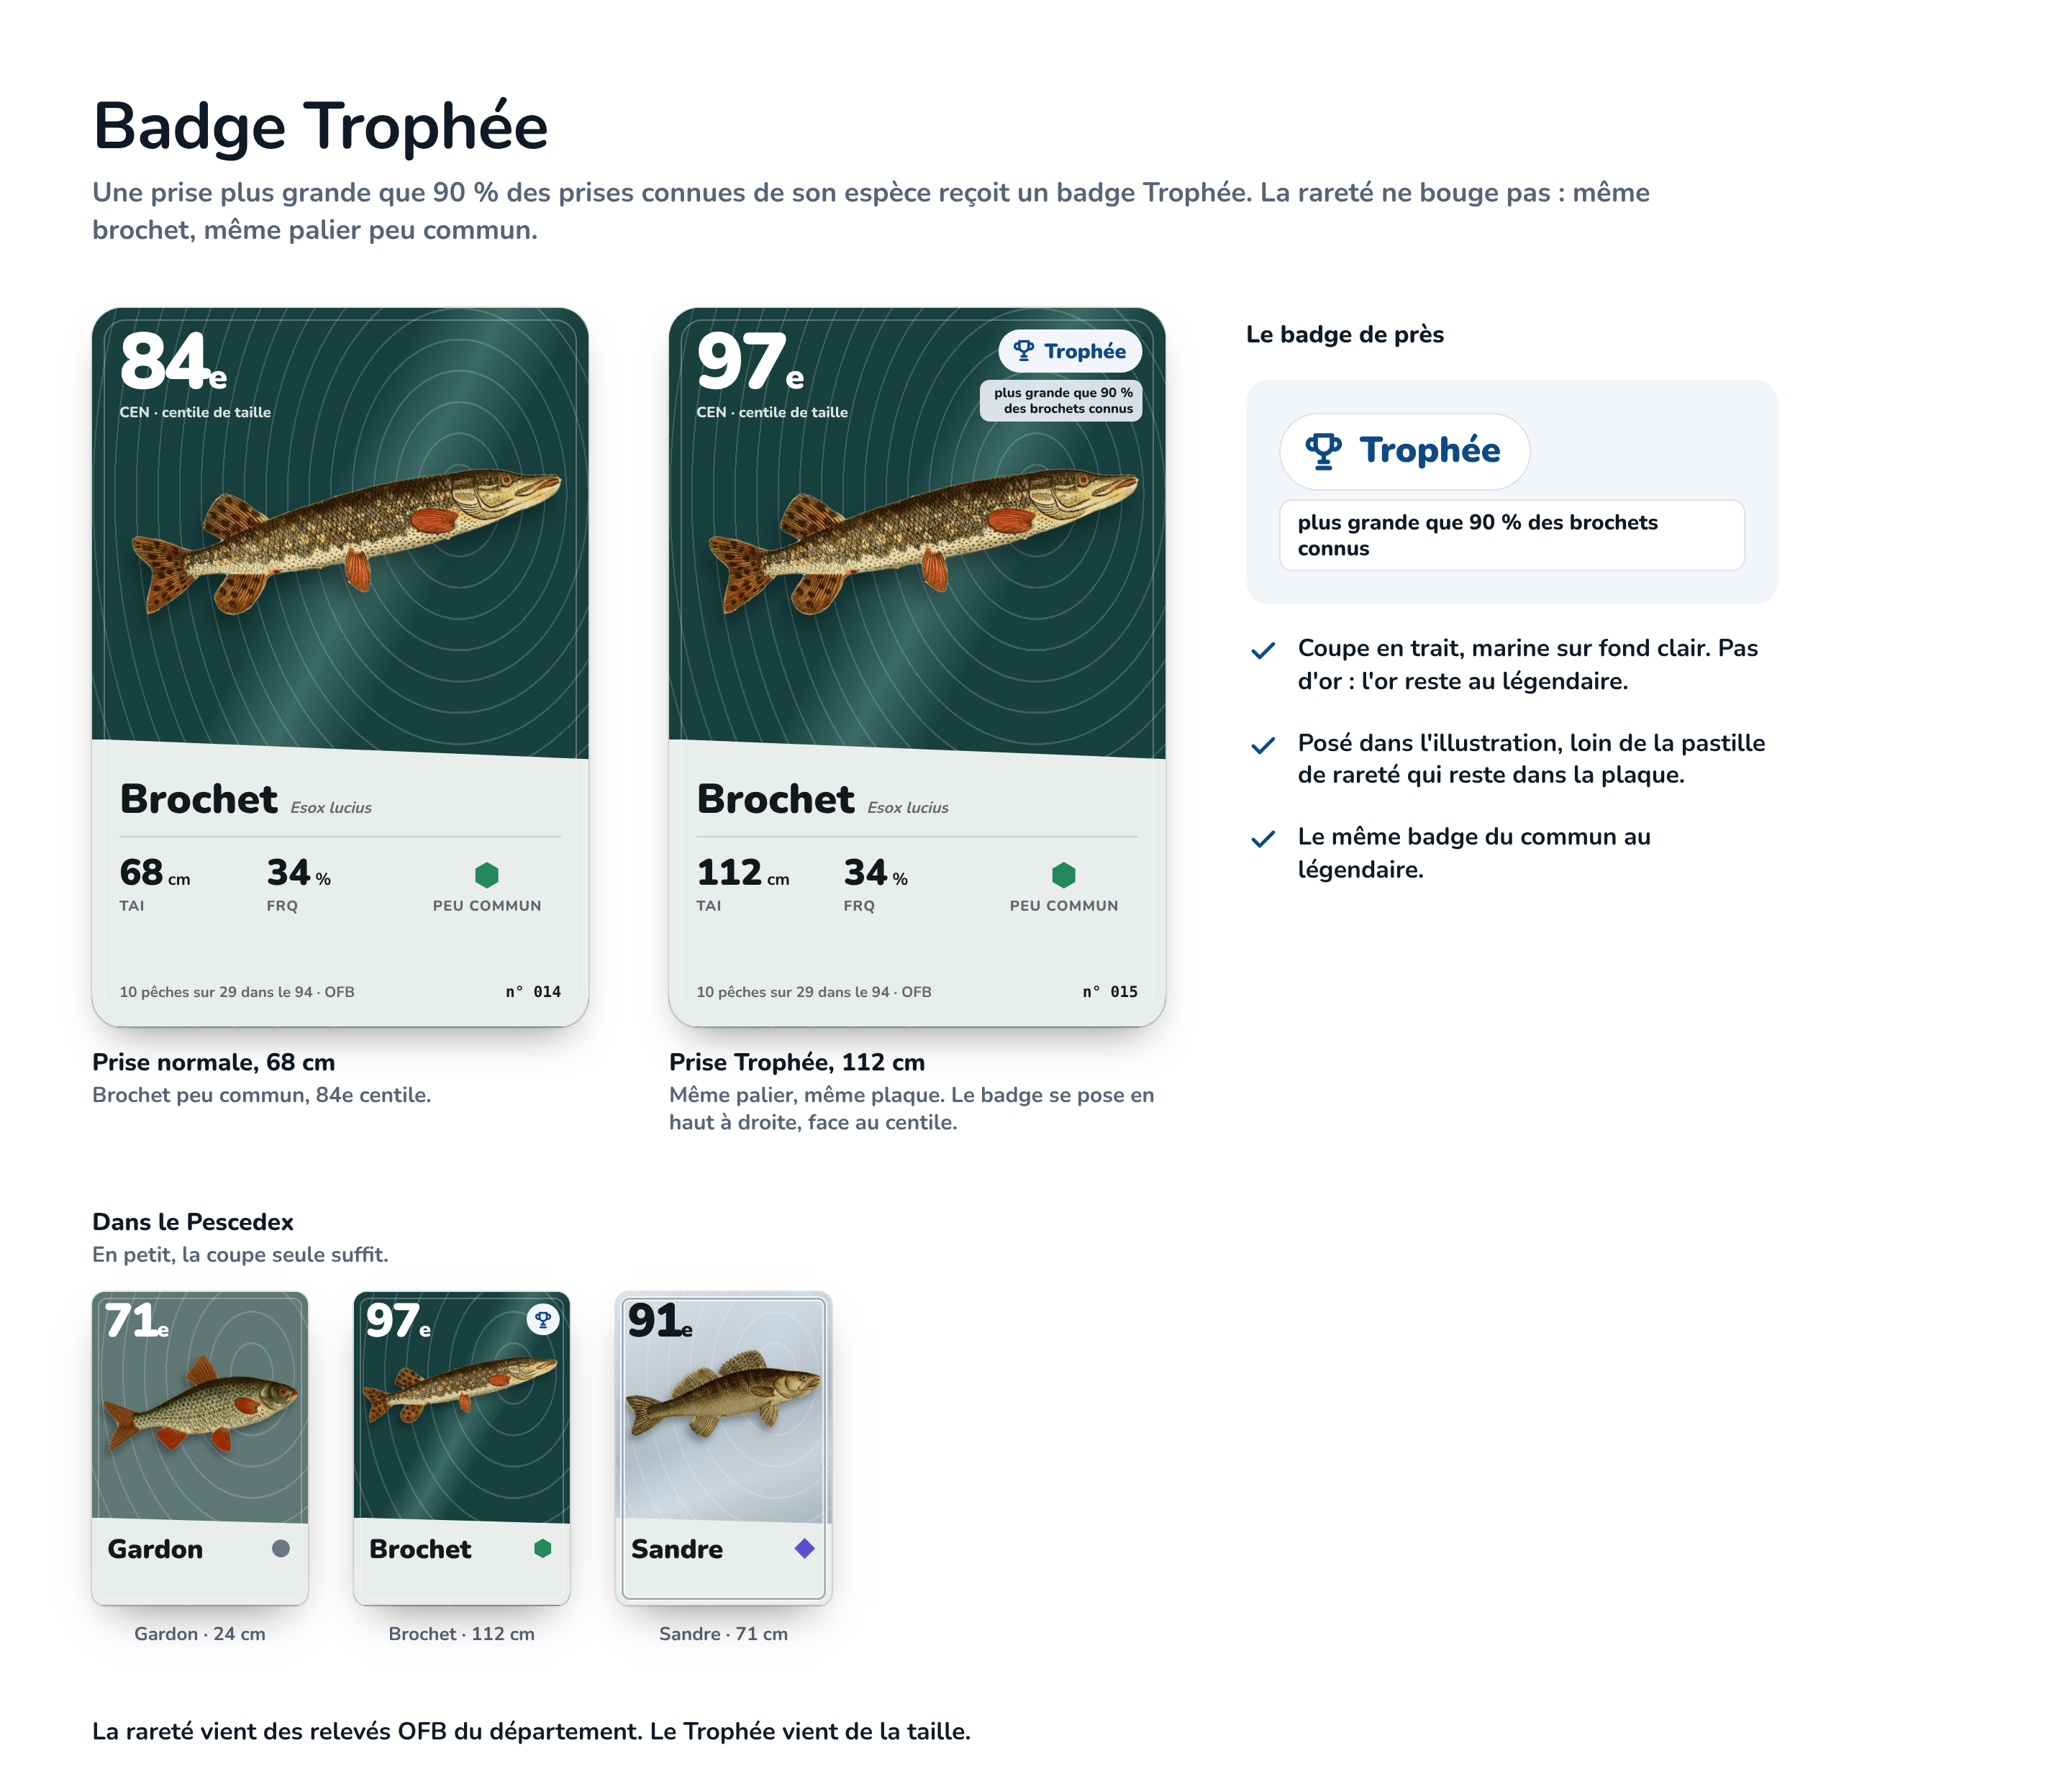 Badge Trophée
Une prise plus grande que 90 % des prises connues de son espèce reçoit un badge Trophée. La rareté ne bouge pas : même
brochet, même palier peu commun.
84e
CEN · centile de taille
Brochet Esox lucius
68 cm 34 %
TAI FRQ PEU COMMUN
10 pêches sur 29 dans le 94 · OFB n° 014
Prise normale, 68 cm
Brochet peu commun, 84e centile.
97e
CEN · centile de taille
Trophée
plus grande que 90 %
des brochets connus
Brochet Esox lucius
112 cm 34 %
TAI FRQ PEU COMMUN
10 pêches sur 29 dans le 94 · OFB n° 015
Prise Trophée, 112 cm
Même palier, même plaque. Le badge se pose en
haut à droite, face au centile.
Le badge de près
Trophée
plus grande que 90 % des brochets
connus
Coupe en trait, marine sur fond clair. Pas
d'or : l'or reste au légendaire.
Posé dans l'illustration, loin de la pastille
de rareté qui reste dans la plaque.
Le même badge du commun au
légendaire.
Dans le Pescedex
En petit, la coupe seule suffit.
71e
Gardon
Gardon · 24 cm
97e
Brochet
Brochet · 112 cm
91e
Sandre
Sandre · 71 cm
La rareté vient des relevés OFB du département. Le Trophée vient de la taille.